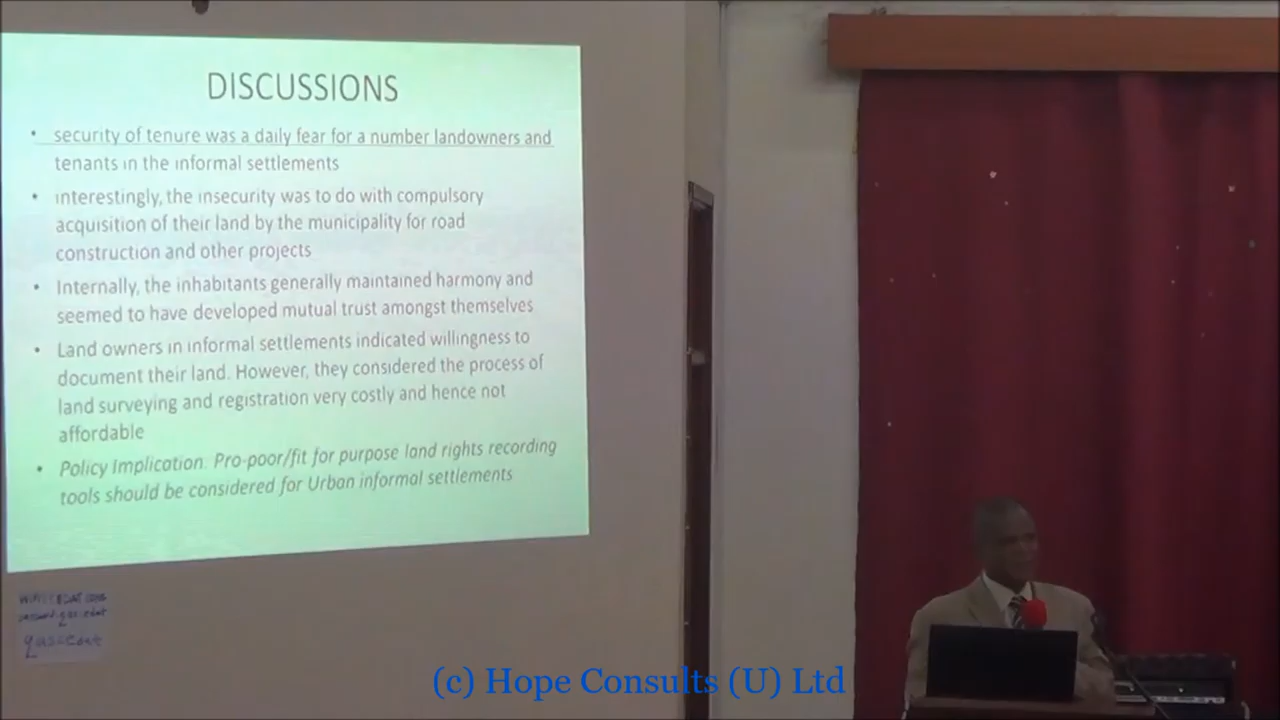 DISCUSSIONS
• security of tenure was a daily fear for a number landowners and
tenants in the informal settlements
• interestingly, the insecurity was to do with compulsory
acquisition of their land by the municipality for road
construction and other projects
• Internally, the inhabitants generally maintained harmony and
seemed to have developed mutual trust amongst themselves
• Land owners in informal settlements indicated willingness to
document their land. However, they considered the process of
land surveying and registration very costly and hence not
affordable
• Policy Implication. Pro-poor/fit for purpose land rights recording
tools should be considered for Urban informal settlements
(c) Hope Consults (U) Ltd